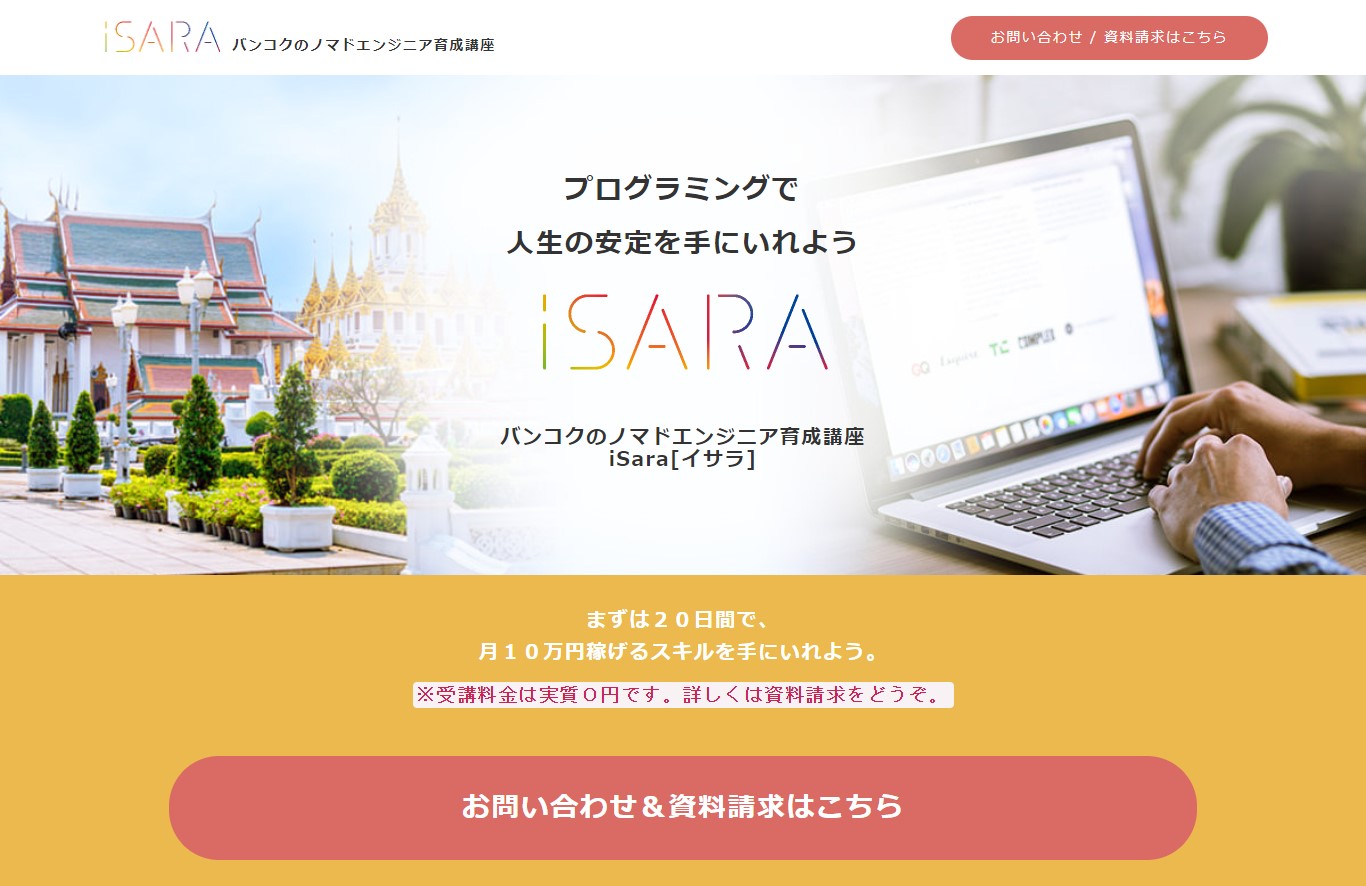 iSARA バンコクのノマドエンジニア育成講座
お問い合わせ / 資料請求はこちら
プログラミングで
人生の安定を手にいれよう
iSARA
バンコクのノマドエンジニア育成講座
iSara[イサラ]
GQ Esquire TC COMPLEX
まずは２０日間で、
月１０万円稼げるスキルを手にいれよう。
※受講料金は実質０円です。詳しくは資料請求をどうぞ。
お問い合わせ＆資料請求はこちら